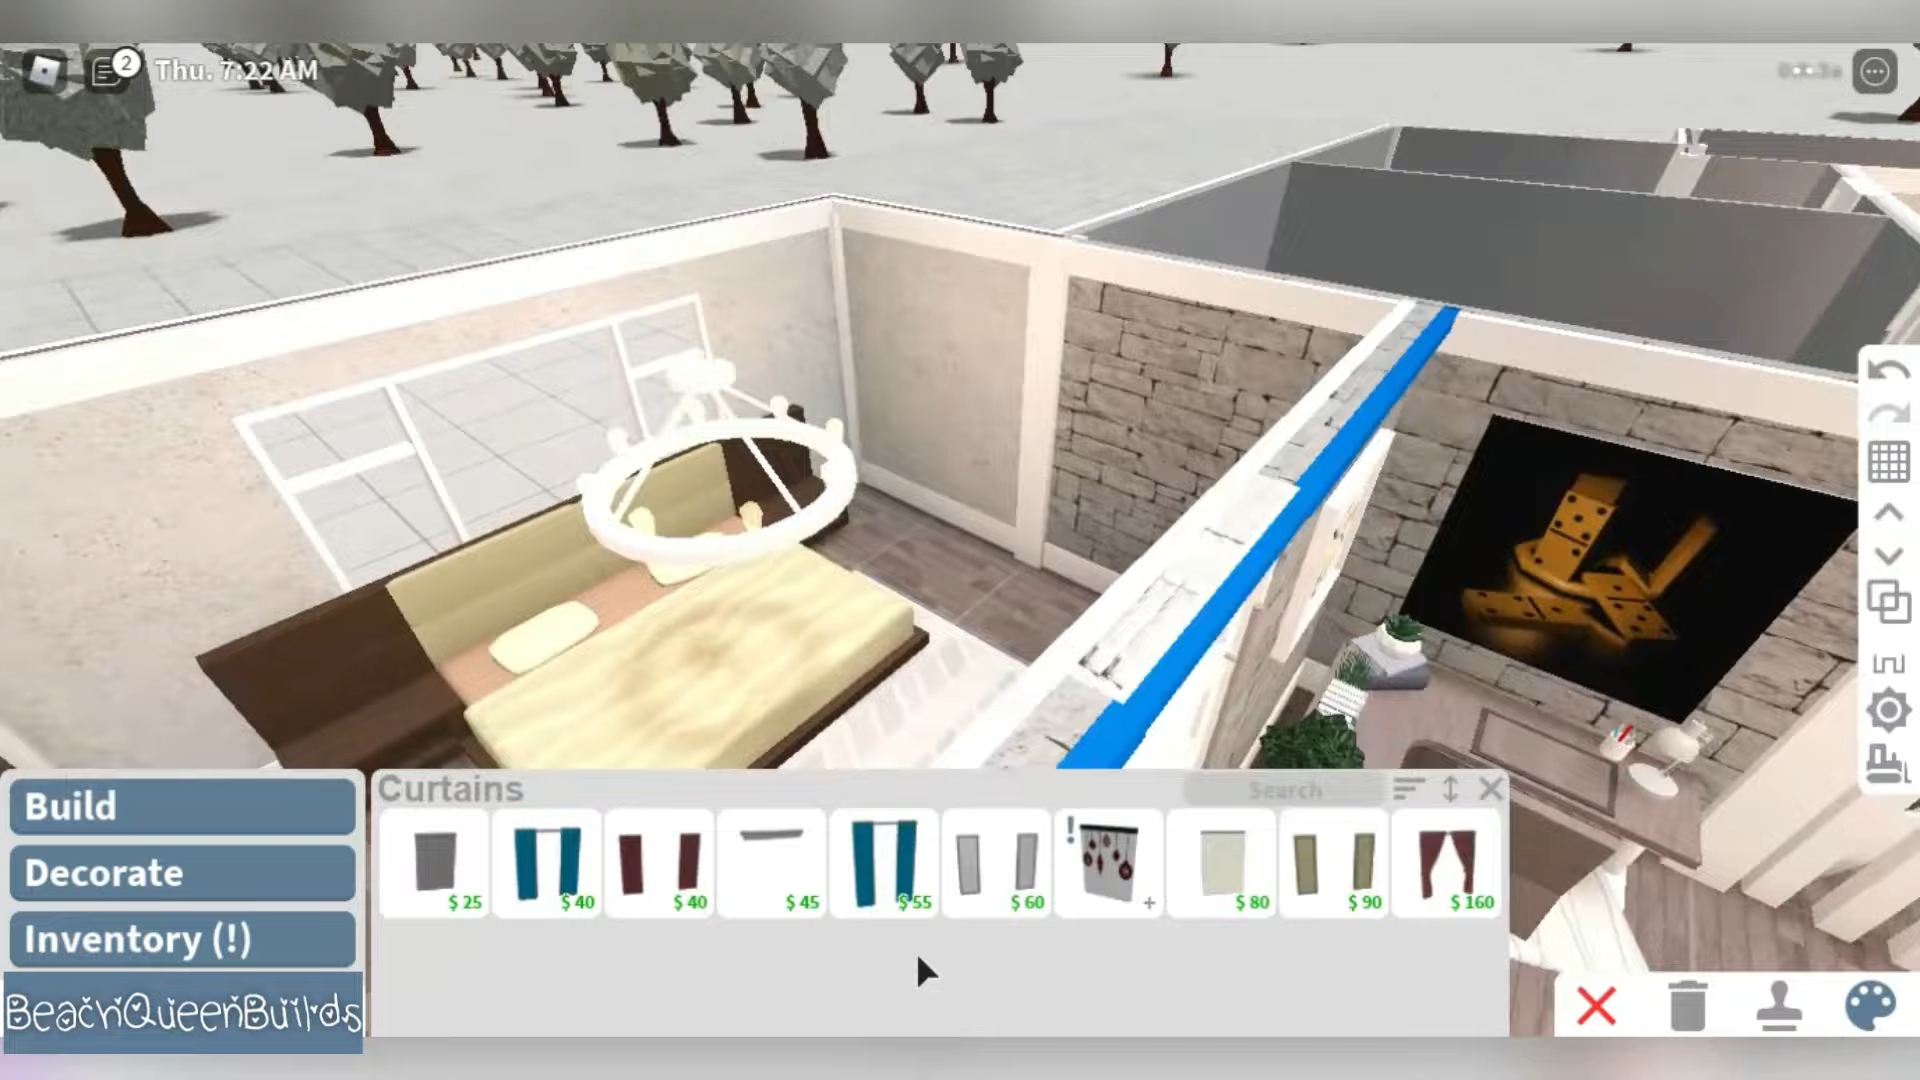 2
Thu. 7:22 AM
Build
Decorate
Inventory (!)
BeachQueenBuilds
Curtains
Search
$ 25
$ 40
$ 40
$ 45
$ 55
$ 60
!
+
$ 80
$ 90
$ 160